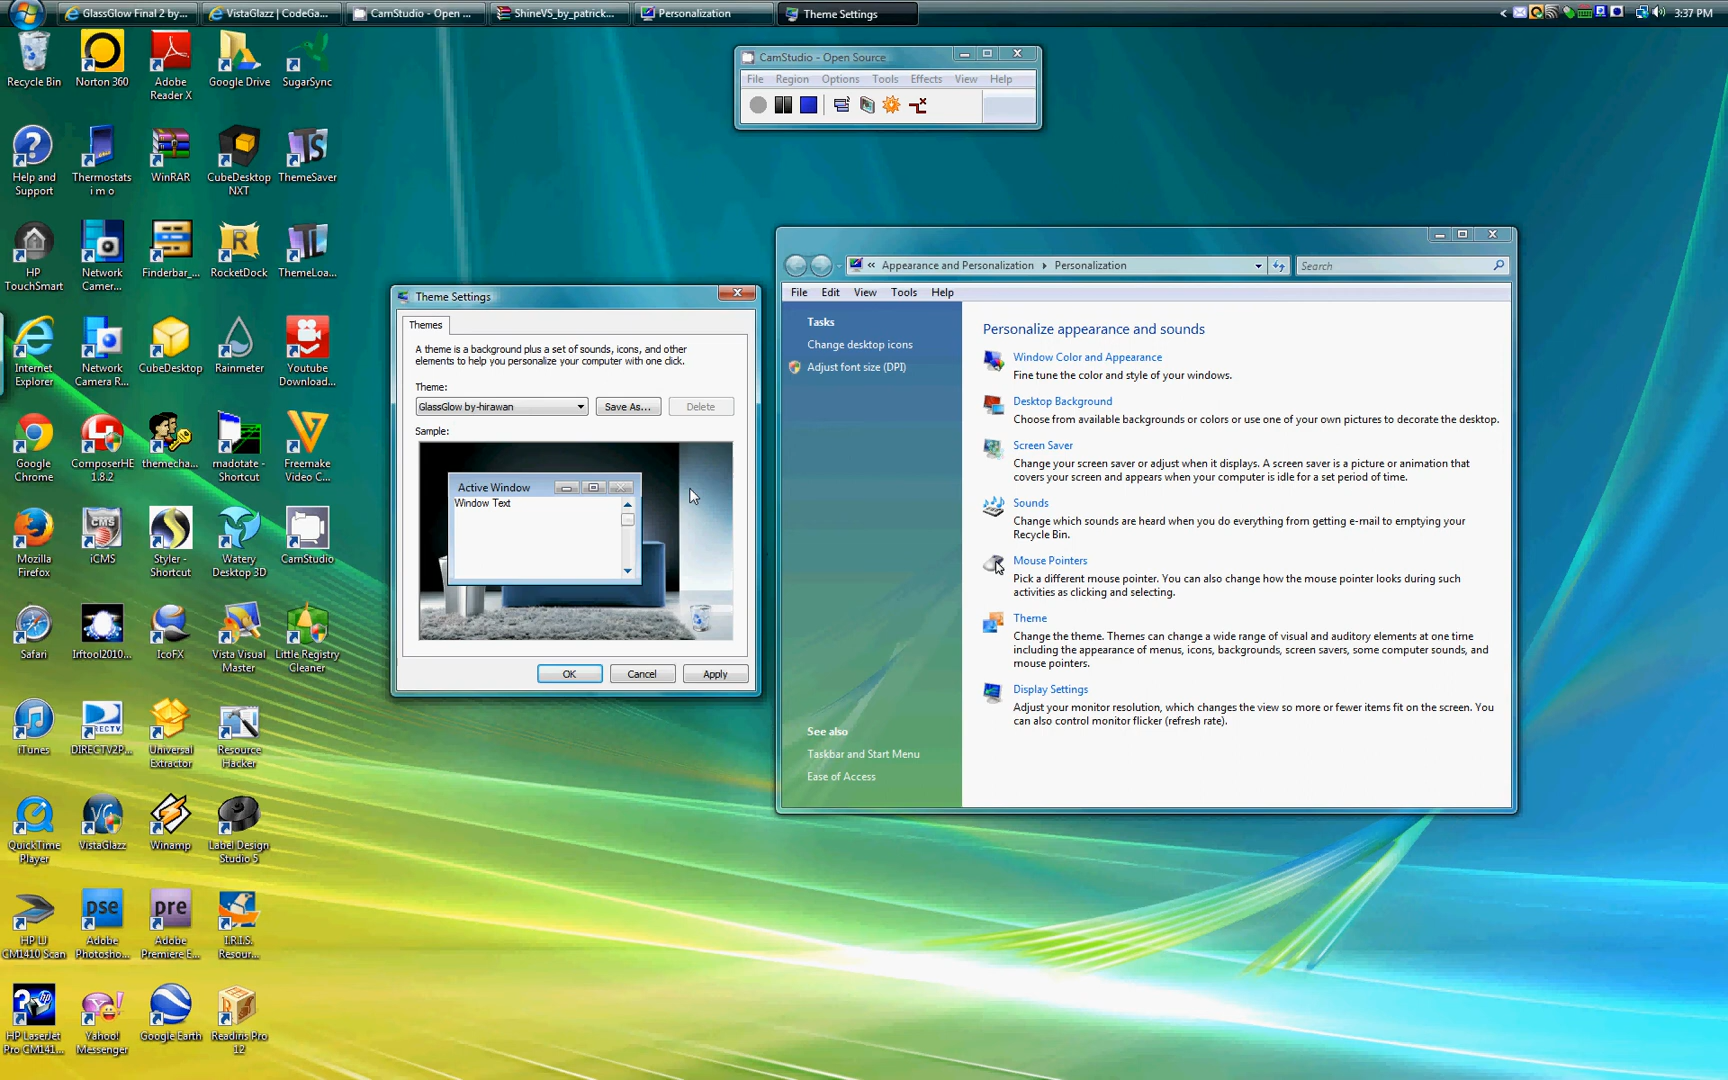 GlassGlow Final 2 by...
VistaGlazz | CodeGa...
CamStudio - Open ...
ShineVS_by_patrick...
Personalization
Theme Settings
3:37 PM
Recycle Bin
Norton 360
Adobe
Reader X
Google Drive
SugarSync
Help and
Support
Thermostats
i m o
WinRAR
CubeDesktop
NXT
ThemeSaver
HP
TouchSmart
Network
Camer...
Finderbar_...
RocketDock
ThemeLoa...
Internet
Explorer
Network
Camera R...
CubeDesktop
Rainmeter
Youtube
Download...
Google
Chrome
ComposerHE
1.8.2
themecha...
madotate -
Shortcut
Freemake
Video C...
Mozilla
Firefox
iCMS
Styler -
Shortcut
Watery
Desktop 3D
CamStudio
Safari
Irftool2010...
IcoFX
Vista Visual
Master
Little Registry
Cleaner
iTunes
DIRECTV2P...
Universal
Extractor
Resource
Hacker
QuickTime
Player
VistaGlazz
Winamp
Label Design
Studio 5
HP LJ
CM1410 Scan
Adobe
Photosho...
Adobe
Premiere E...
I.R.I.S.
Resour...
HP LaserJet
Pro CM141...
Yahoo!
Messenger
Google Earth
Readiris Pro
12
CamStudio - Open Source
File Region Options Tools Effects View Help
Theme Settings
Themes
A theme is a background plus a set of sounds, icons, and other
elements to help you personalize your computer with one click.
Theme:
GlassGlow by-hirawan
Save As...
Delete
Sample:
Active Window
Window Text
OK
Cancel
Apply
Appearance and Personalization
Personalization
Search
File Edit View Tools Help
Tasks
Change desktop icons
Adjust font size (DPI)
See also
Taskbar and Start Menu
Ease of Access
Personalize appearance and sounds
Window Color and Appearance
Fine tune the color and style of your windows.
Desktop Background
Choose from available backgrounds or colors or use one of your own pictures to decorate the desktop.
Screen Saver
Change your screen saver or adjust when it displays. A screen saver is a picture or animation that
covers your screen and appears when your computer is idle for a set period of time.
Sounds
Change which sounds are heard when you do everything from getting e-mail to emptying your
Recycle Bin.
Mouse Pointers
Pick a different mouse pointer. You can also change how the mouse pointer looks during such
activities as clicking and selecting.
Theme
Change the theme. Themes can change a wide range of visual and auditory elements at one time
including the appearance of menus, icons, backgrounds, screen savers, some computer sounds, and
mouse pointers.
Display Settings
Adjust your monitor resolution, which changes the view so more or fewer items fit on the screen. You
can also control monitor flicker (refresh rate).